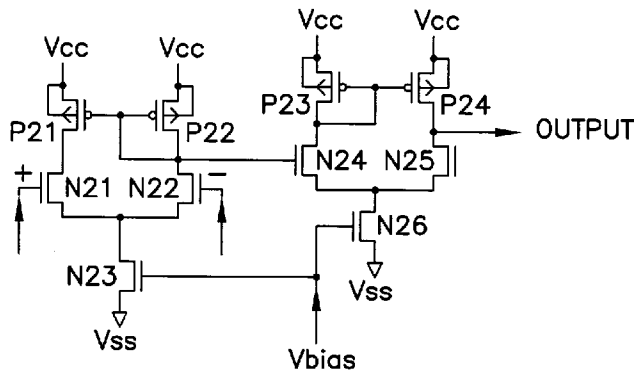 Vcc
Vcc
Vcc
Vcc
P21
P22
P23
P24
OUTPUT
+
N21
N22
−
N24
N25
N26
N23
Vss
Vss
Vbias